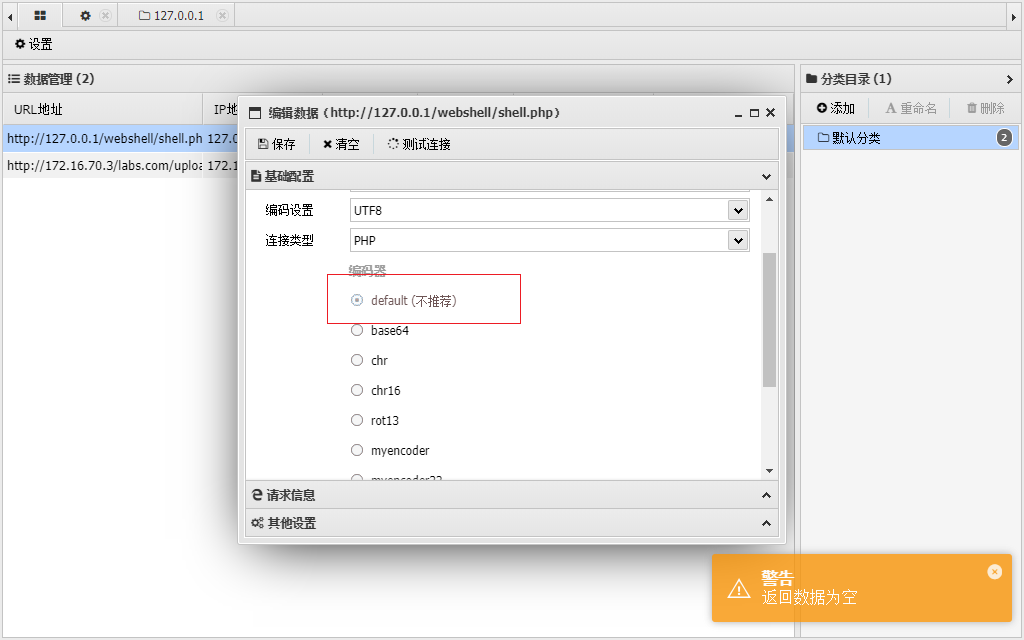 127.0.0.1
设置
数据管理 (2)
分类目录 (1)
URL地址
IP地
添加
重命名
删除
http://127.0.0.1/webshell/shell.ph
127.0
默认分类
2
http://172.16.70.3/labs.com/uploa
172.1
编辑数据 (http://127.0.0.1/webshell/shell.php)
保存
清空
测试连接
基础配置
编码设置
UTF8
连接类型
PHP
编码器
default (不推荐)
base64
chr
chr16
rot13
myencoder
请求信息
其他设置
警告
返回数据为空